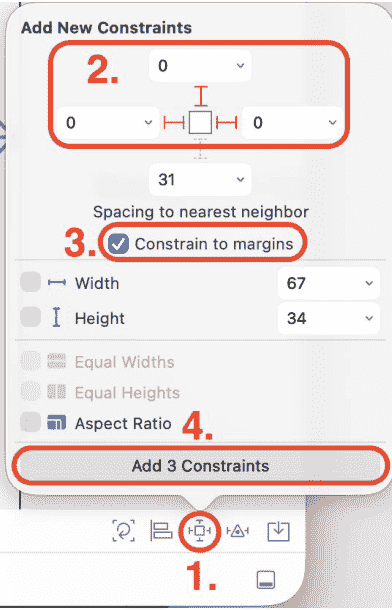 Add New Constraints
2.
0
0
0
31
Spacing to nearest neighbor
3.
Constrain to margins
Width
67
Height
34
Equal Widths
Equal Heights
Aspect Ratio
4.
Add 3 Constraints
1.